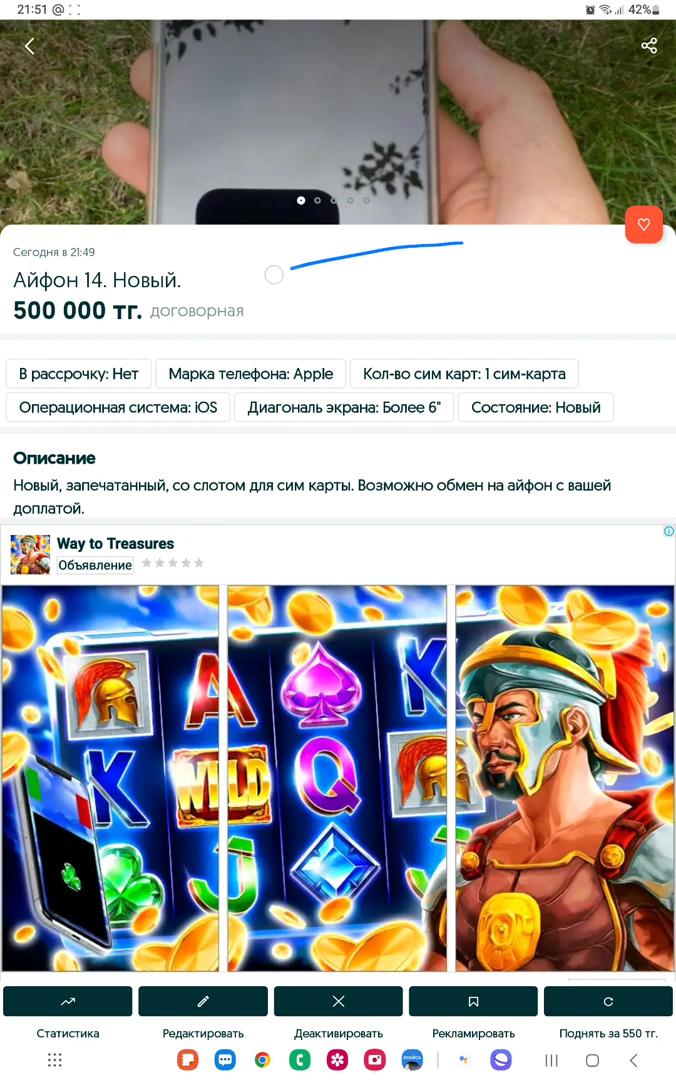 21:51 @ 42%
Сегодня в 21:49
Айфон 14. Новый.
500 000 тг. договорная
В рассрочку: Нет Марка телефона: Apple Кол-во сим карт: 1 сим-карта
Операционная система: iOS Диагональ экрана: Более 6" Состояние: Новый
Описание
Новый, запечатанный, со слотом для сим карты. Возможно обмен на айфон с вашей
доплатой.
Way to Treasures
Объявление
A K
K WILD Q
J
Статистика Редактировать Деактивировать Рекламировать Поднять за 550 тг.